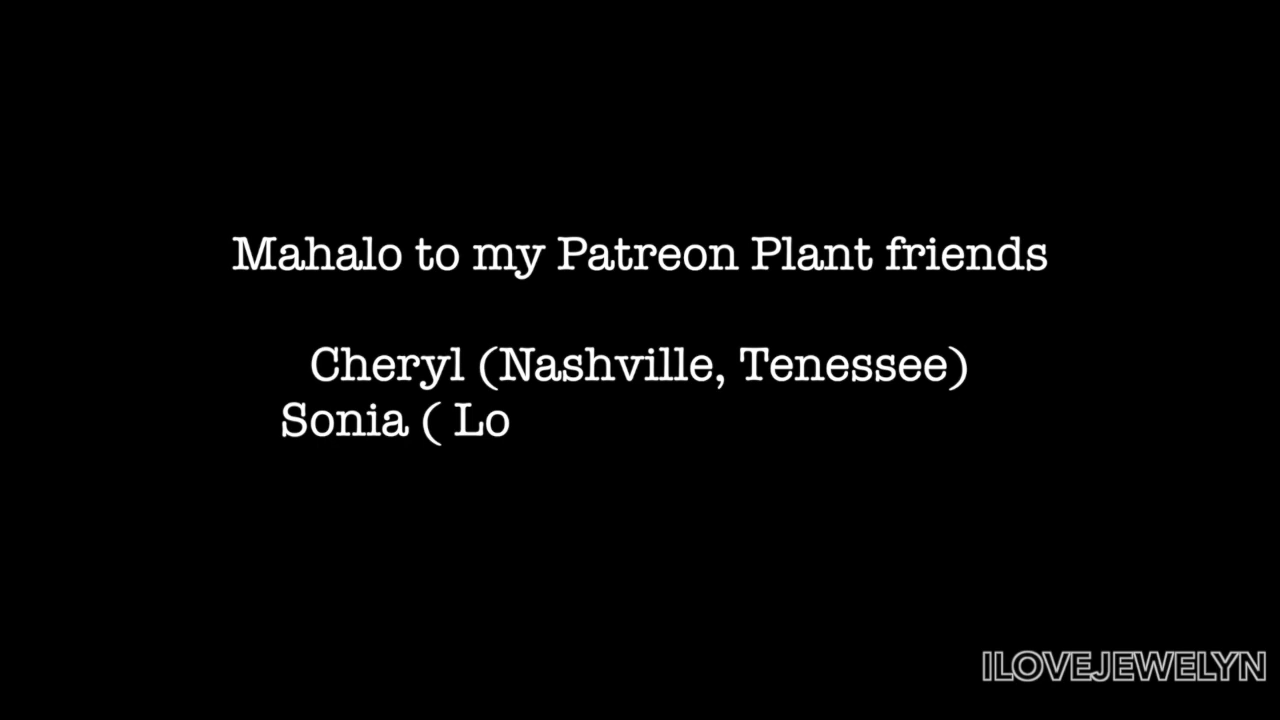 Mahalo to my Patreon Plant friends
Cheryl (Nashville, Tenessee)
Sonia ( Lo
ILOVEJEWELYN